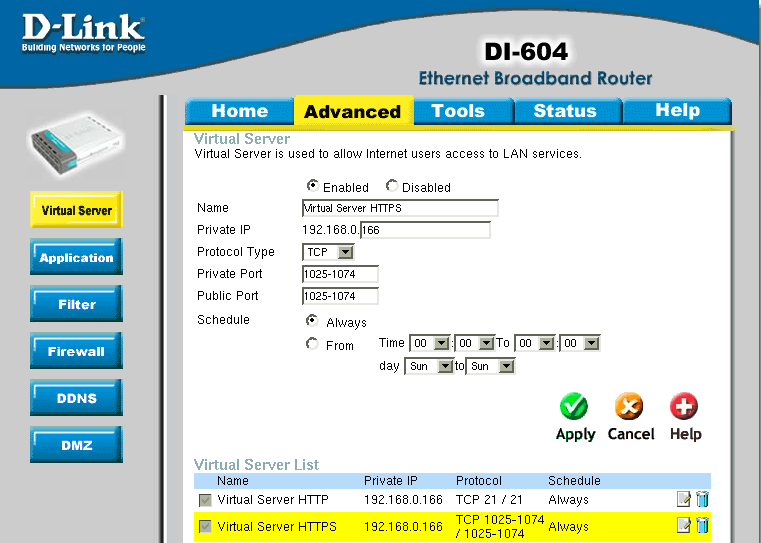 D-Link
Building Networks for People
DI-604
Ethernet Broadband Router
Home Advanced Tools Status Help
Virtual Server
Application
Filter
Firewall
DDNS
DMZ
Virtual Server
Virtual Server is used to allow Internet users access to LAN services.
Enabled Disabled
Name Virtual Server HTTPS
Private IP 192.168.0.166
Protocol Type TCP
Private Port 1025-1074
Public Port 1025-1074
Schedule Always
From Time 00 : 00 To 00 : 00
day Sun to Sun
Apply Cancel Help
Virtual Server List
Name Private IP Protocol Schedule
Virtual Server HTTP 192.168.0.166 TCP 21 / 21 Always
Virtual Server HTTPS 192.168.0.166 TCP 1025-1074 / 1025-1074 Always